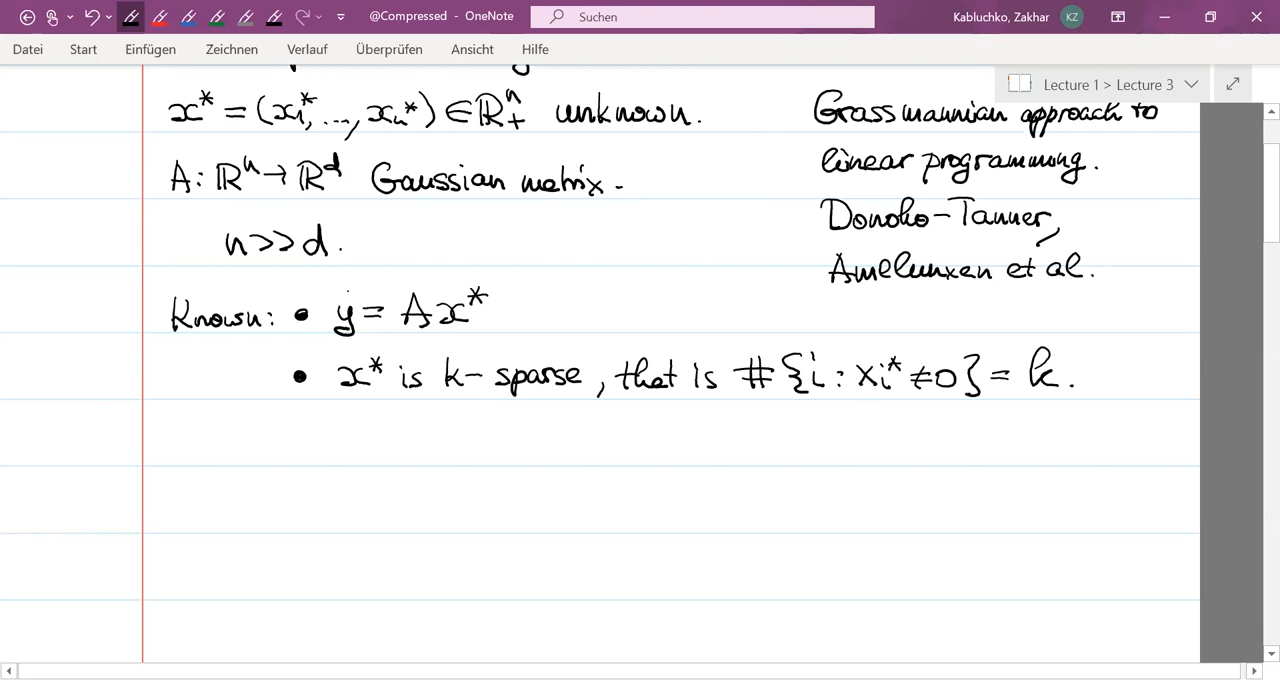 @Compressed - OneNote
Suchen
Kabluchko, Zakhar
KZ
Datei Start Einfügen Zeichnen Verlauf Überprüfen Ansicht Hilfe
Lecture 1 > Lecture 3
x* = (x₁*, ..., xₙ*) ∈ ℝ₊ⁿ unknown.
A: ℝⁿ → ℝᵈ Gaussian matrix.
n >> d.
Known: • y = Ax*
• x* is k-sparse, that is #{i : xᵢ* ≠ 0} = k.
Grassmannian approach to
linear programming.
Donoho-Tanner,
Amelunxen et al.